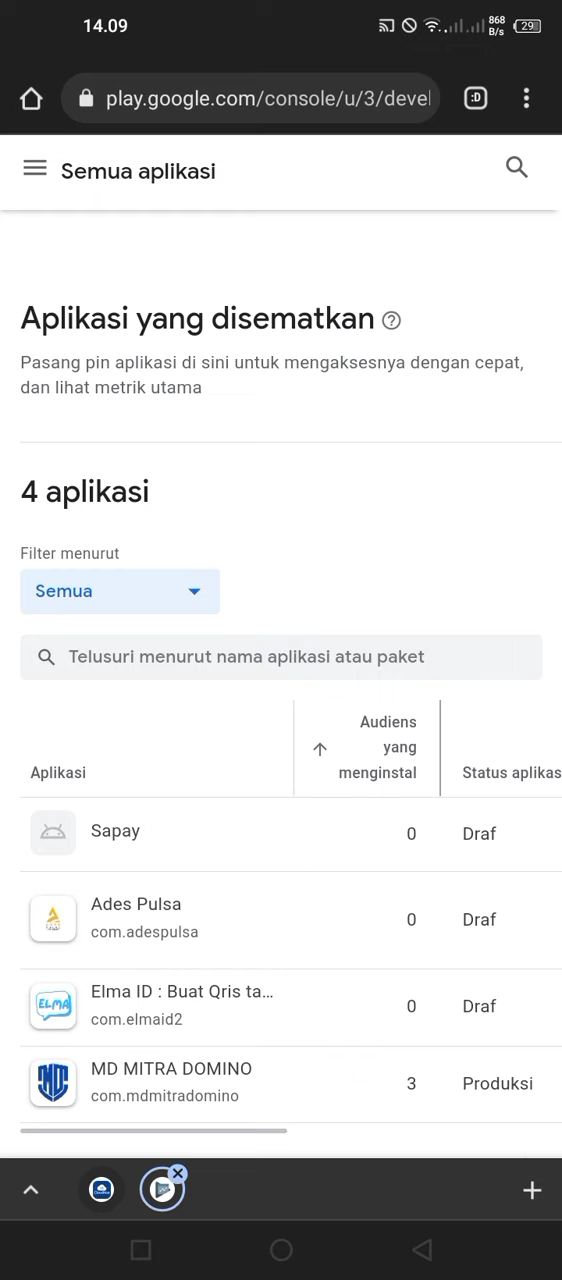 14.09
868
B/s
29
play.google.com/console/u/3/devel
:D
Semua aplikasi
Aplikasi yang disematkan
Pasang pin aplikasi di sini untuk mengaksesnya dengan cepat,
dan lihat metrik utama
4 aplikasi
Filter menurut
Semua
Telusuri menurut nama aplikasi atau paket
Audiens
yang
menginstal
Aplikasi
Status aplikas
Sapay
0
Draf
Ades Pulsa
com.adespulsa
0
Draf
ELMA
Elma ID : Buat Qris ta...
com.elmaid2
0
Draf
MD MITRA DOMINO
com.mdmitradomino
3
Produksi